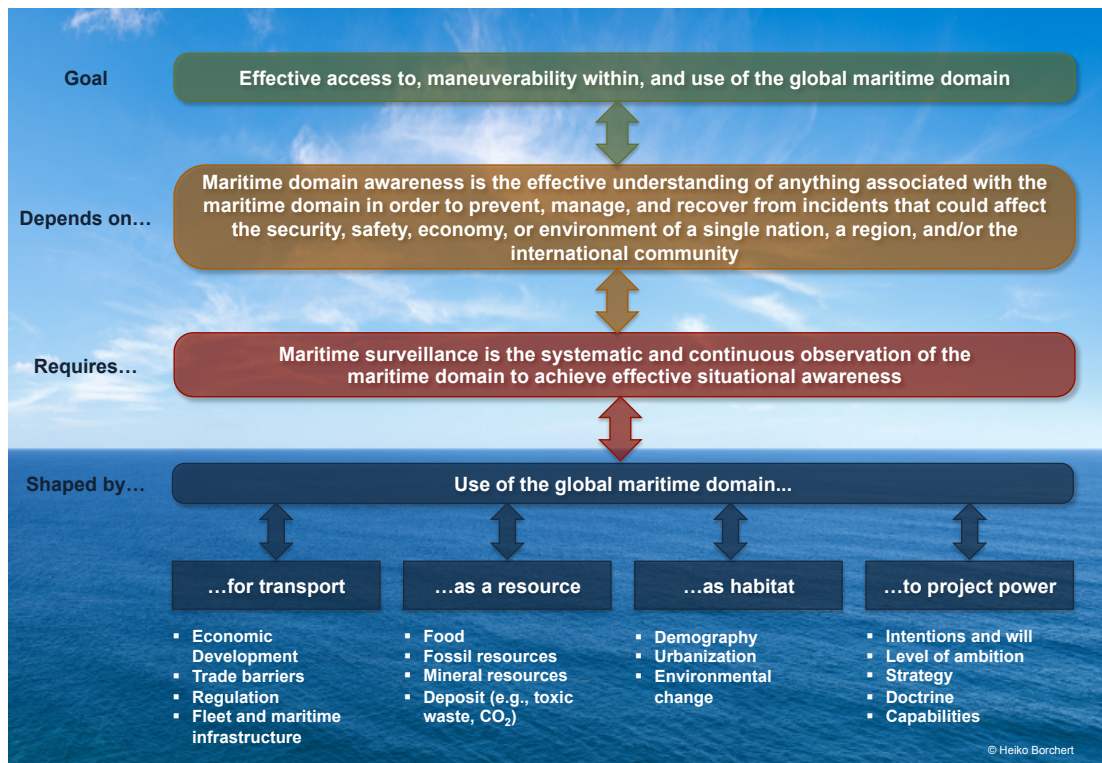 Goal
Effective access to, maneuverability within, and use of the global maritime domain
Depends on…
Maritime domain awareness is the effective understanding of anything associated with the
maritime domain in order to prevent, manage, and recover from incidents that could affect
the security, safety, economy, or environment of a single nation, a region, and/or the
international community
Requires…
Maritime surveillance is the systematic and continuous observation of the
maritime domain to achieve effective situational awareness
Shaped by…
Use of the global maritime domain...
…for transport
▪ Economic
Development
▪ Trade barriers
▪ Regulation
▪ Fleet and maritime
infrastructure
…as a resource
▪ Food
▪ Fossil resources
▪ Mineral resources
▪ Deposit (e.g., toxic
waste, CO₂)
…as habitat
▪ Demography
▪ Urbanization
▪ Environmental
change
…to project power
▪ Intentions and will
▪ Level of ambition
▪ Strategy
▪ Doctrine
▪ Capabilities
© Heiko Borchert